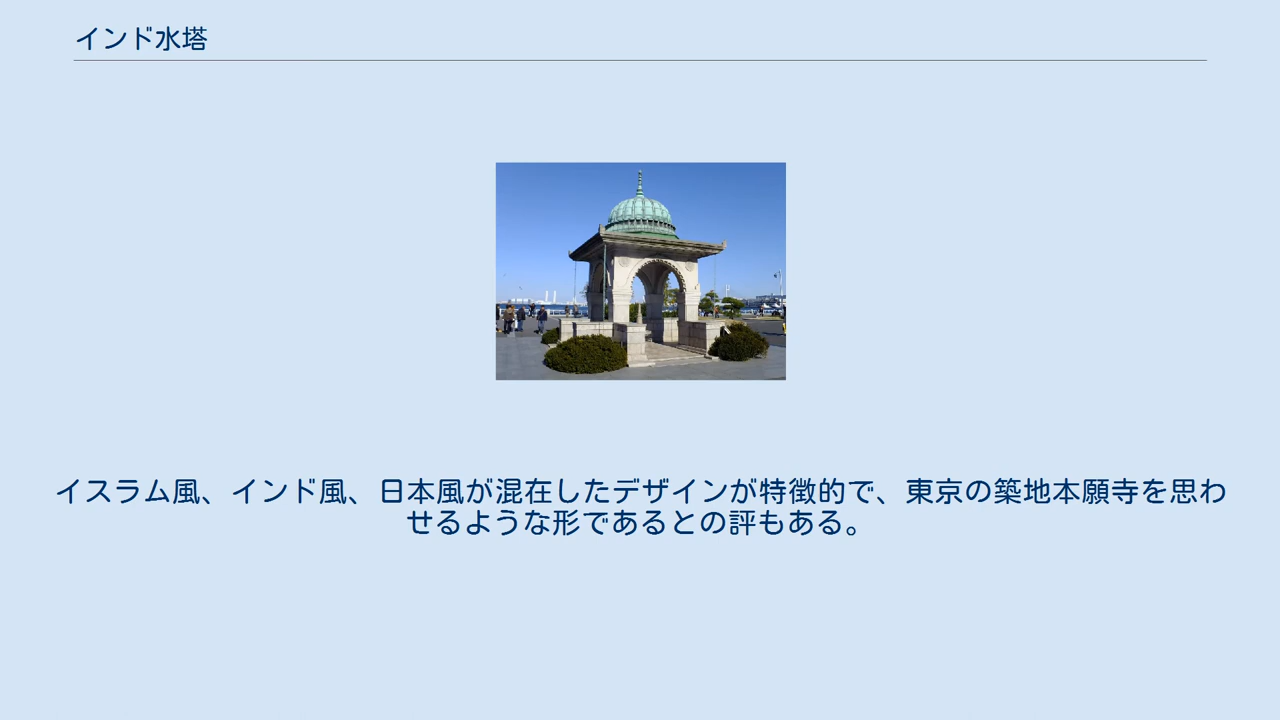 インド水塔
イスラム風、インド風、日本風が混在したデザインが特徴的で、東京の築地本願寺を思わ
せるような形であるとの評もある。